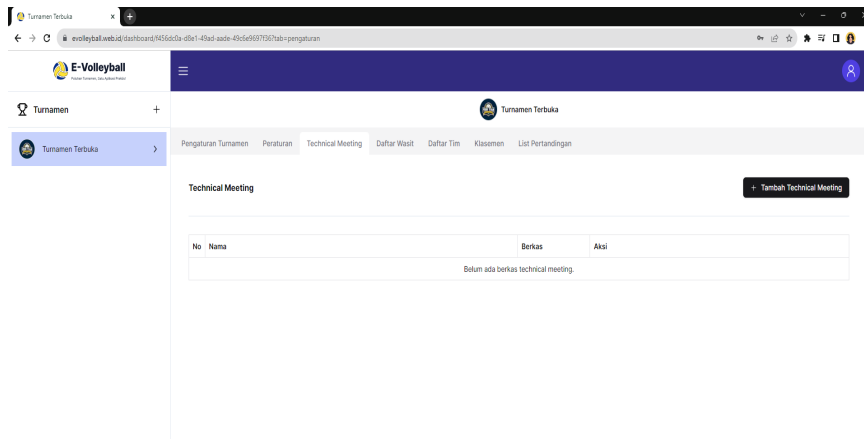 Turnamen Terbuka
evolleyball.web.id/dashboard/f456dc0a-d8e1-49ad-aade-49c6e9697f36?tab=pengaturan
E-Volleyball
Turnamen +
Turnamen Terbuka
Turnamen Terbuka
Pengaturan Turnamen Peraturan Technical Meeting Daftar Wasit Daftar Tim Klasemen List Pertandingan
Technical Meeting + Tambah Technical Meeting
No Nama Berkas Aksi
Belum ada berkas technical meeting.